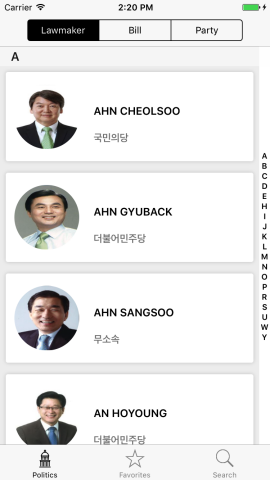 Carrier 2:20 PM
Lawmaker Bill Party
A
AHN CHEOLSOO
국민의당
AHN GYUBACK
더불어민주당
AHN SANGSOO
무소속
AN HOYOUNG
더불어민주당
A
B
C
D
E
H
I
J
K
L
M
N
O
P
R
S
U
W
Y
Politics Favorites Search